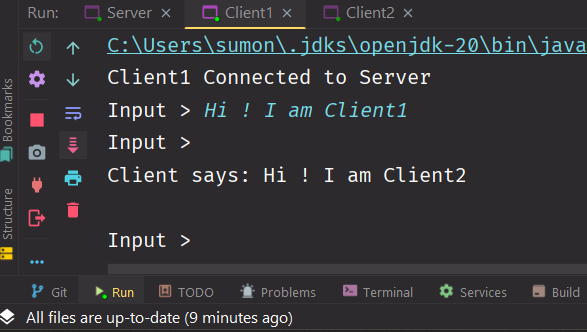 Run: Server × Client1 × Client2 ×
C:\Users\sumon\.jdks\openjdk-20\bin\java
Client1 Connected to Server
Input > Hi ! I am Client1
Input >
Client says: Hi ! I am Client2
Input >
Bookmarks
Structure
Git Run TODO Problems Terminal Services Build
All files are up-to-date (9 minutes ago)